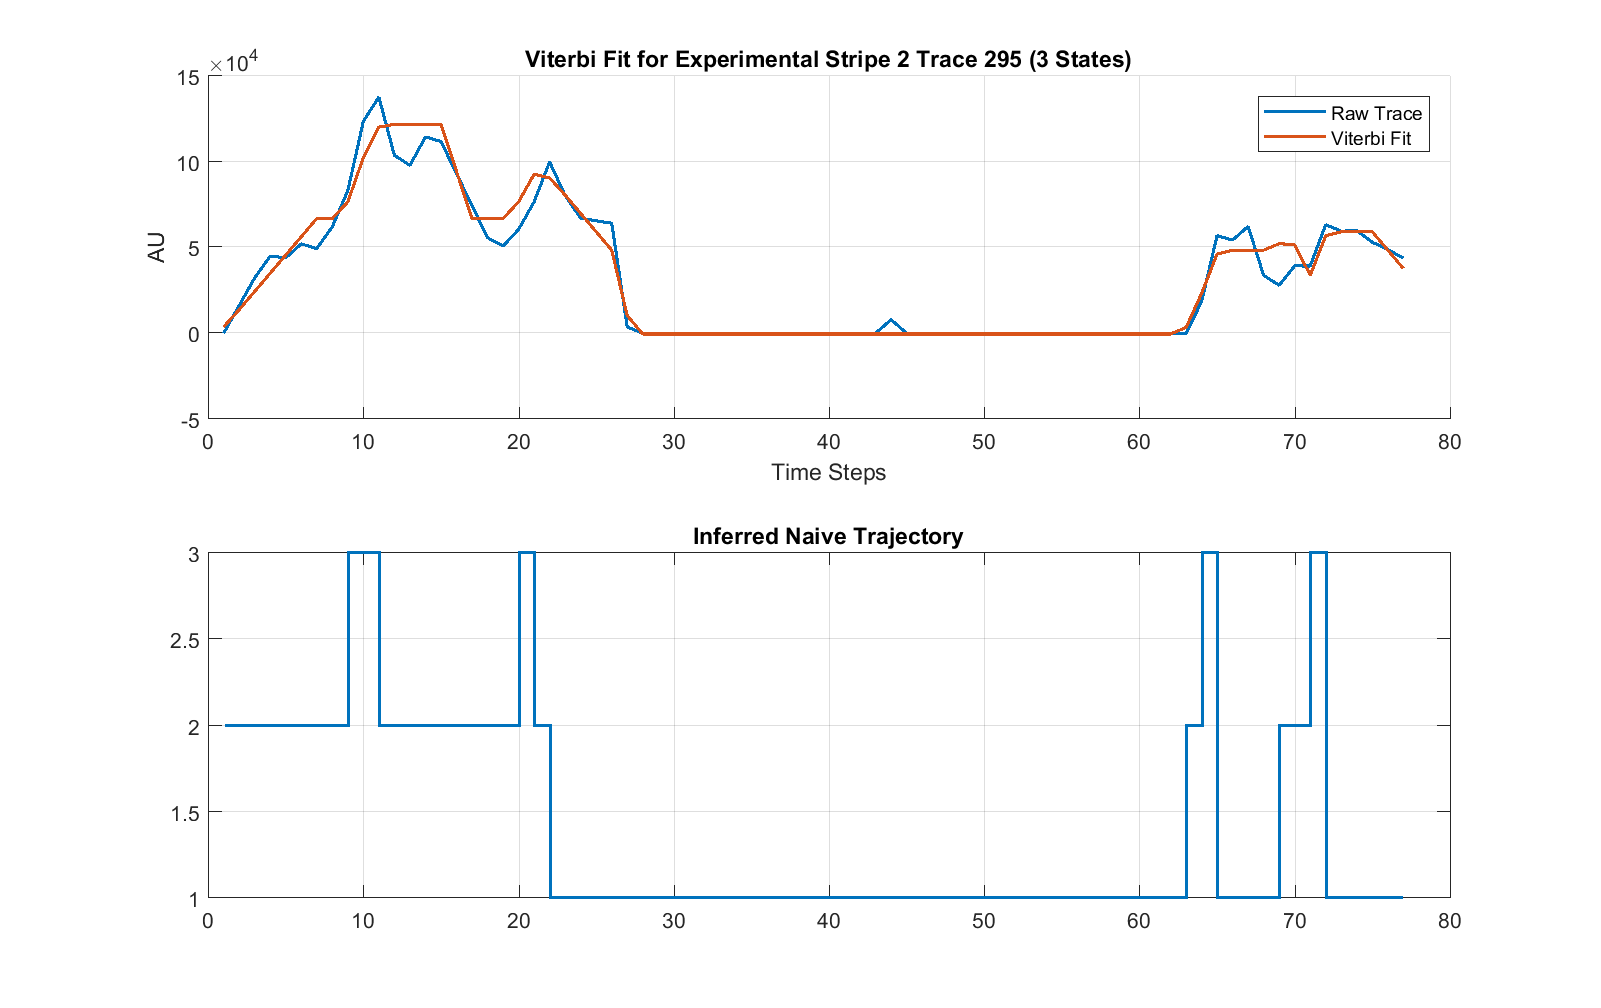 Viterbi Fit for Experimental Stripe 2 Trace 295 (3 States)
×10⁴
15
10
5
0
-5
AU
Raw Trace
Viterbi Fit
0 10 20 30 40 50 60 70 80
Time Steps
Inferred Naive Trajectory
3
2.5
2
1.5
1
0 10 20 30 40 50 60 70 80